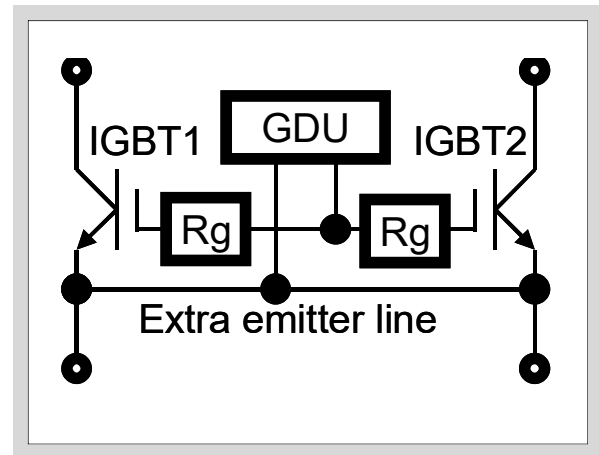 GDU
IGBT1
IGBT2
Rg
Rg
Extra emitter line